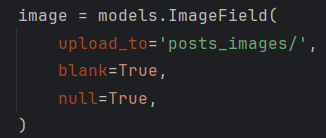 image = models.ImageField(
    upload_to='posts_images/',
    blank=True,
    null=True,
)